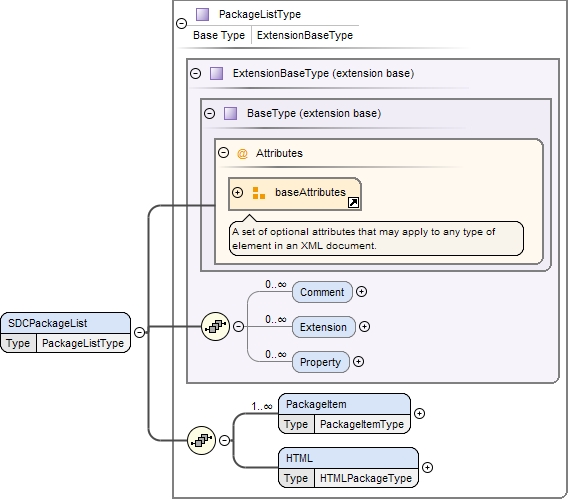 PackageListType
Base Type ExtensionBaseType
ExtensionBaseType (extension base)
BaseType (extension base)
@ Attributes
baseAttributes
A set of optional attributes that may apply to any type of
element in an XML document.
0..∞
Comment
SDCPackageList
Type PackageListType
0..∞
Extension
0..∞
Property
1..∞
PackageItem
Type PackageItemType
HTML
Type HTMLPackageType